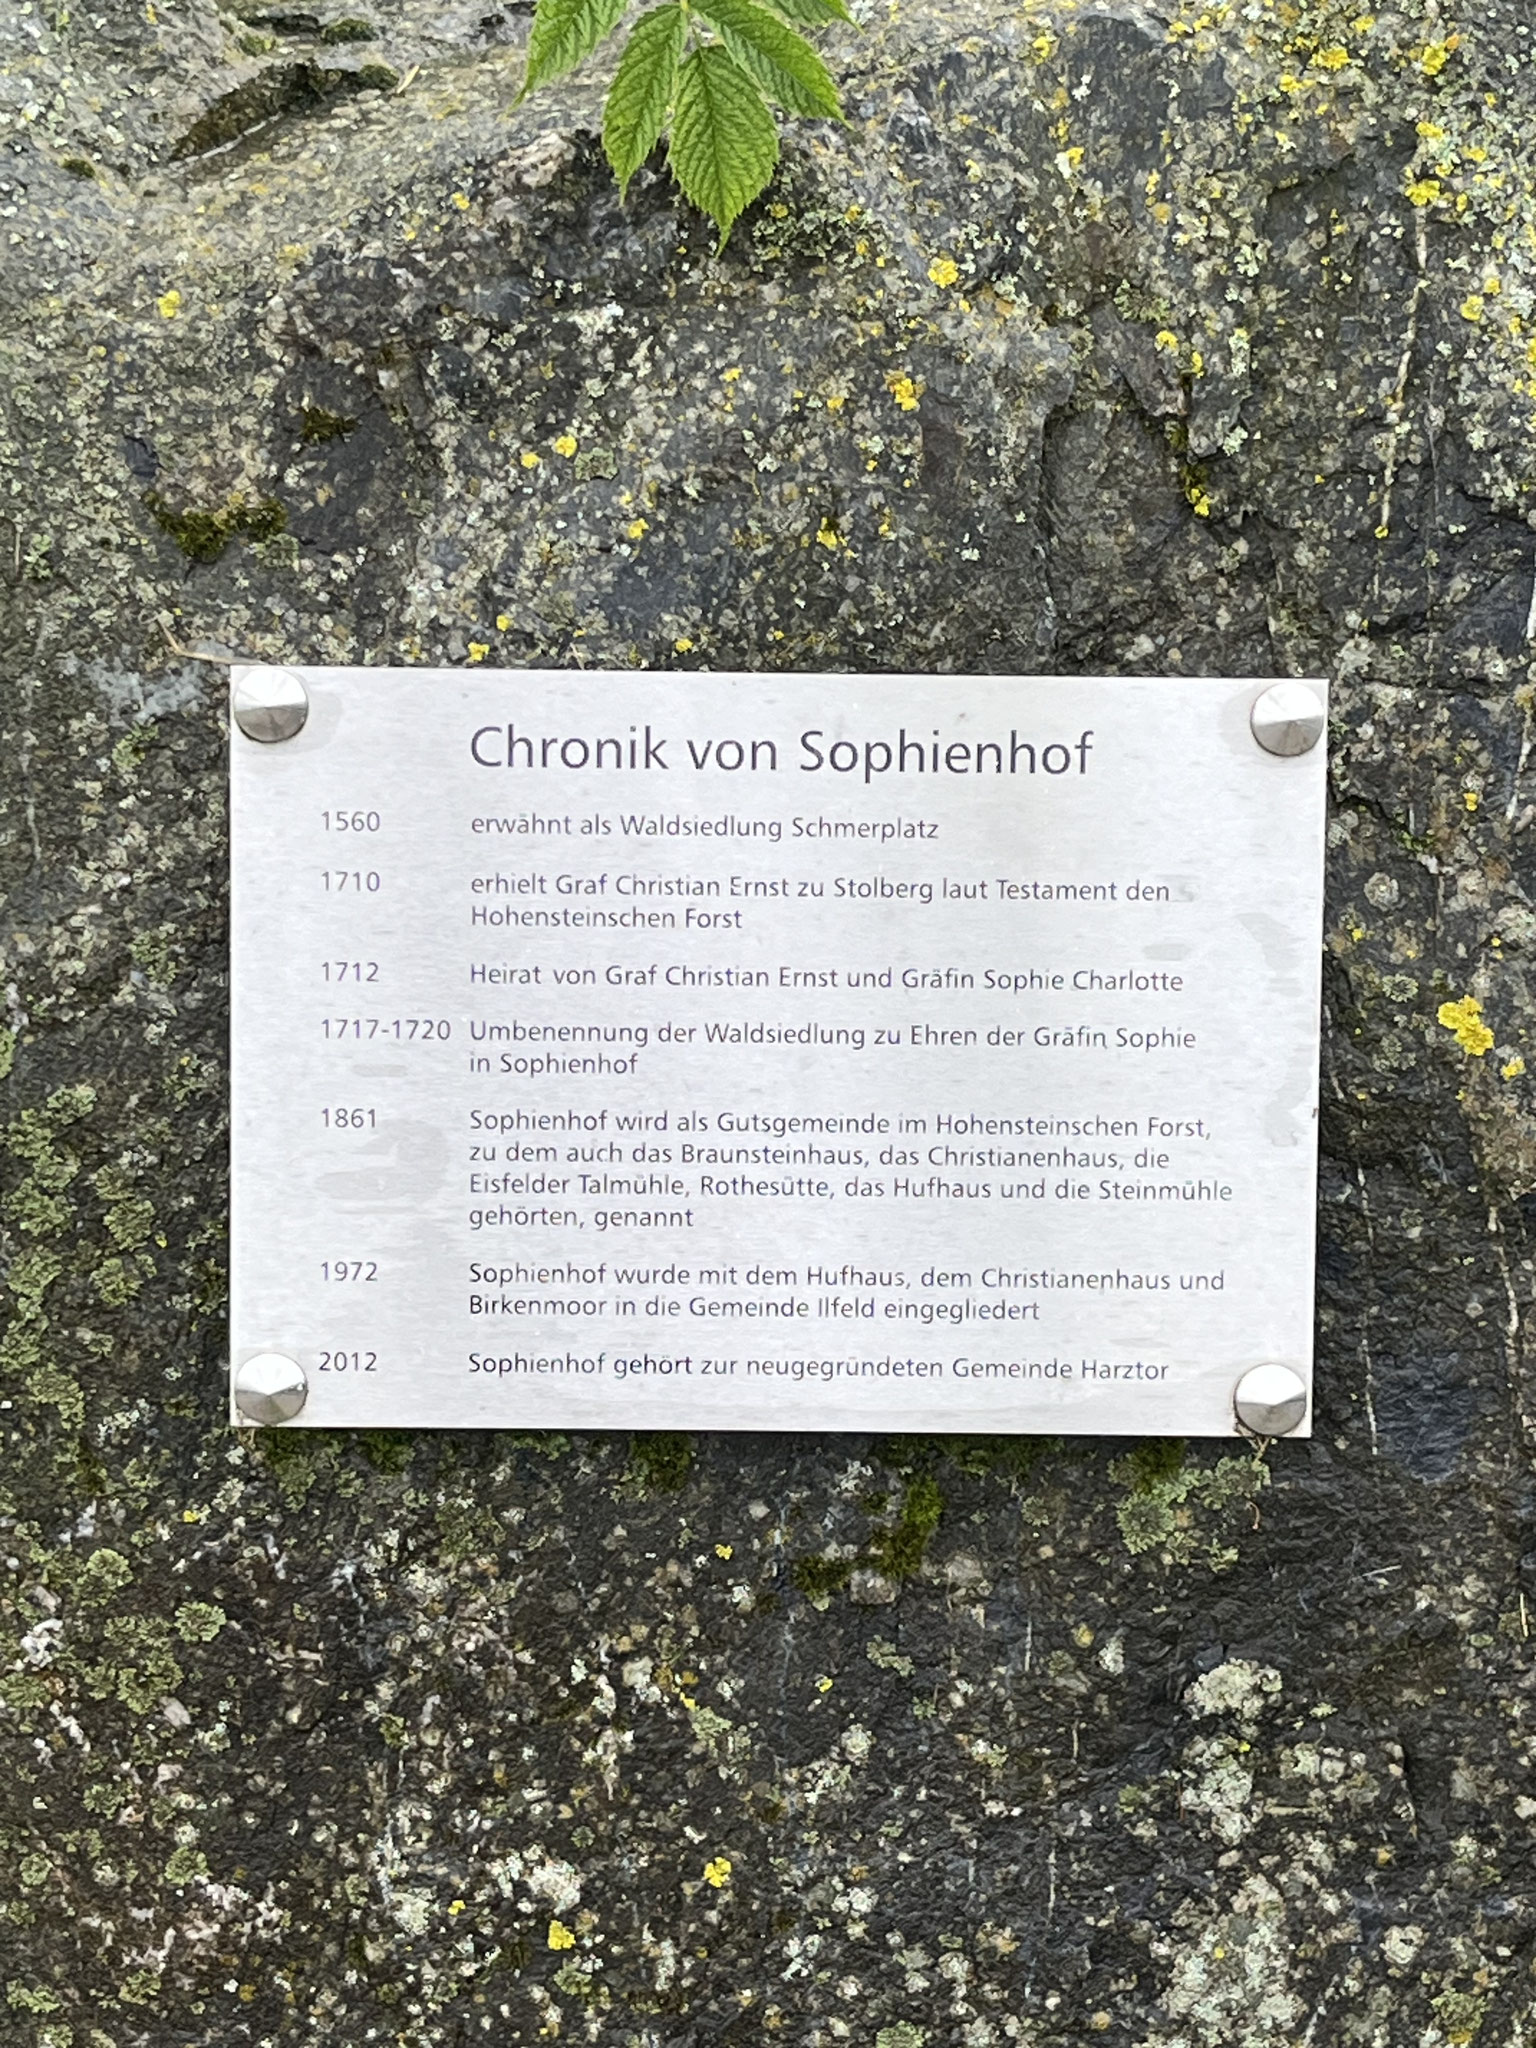 Chronik von Sophienhof
1560 erwähnt als Waldsiedlung Schmerplatz
1710 erhielt Graf Christian Ernst zu Stolberg laut Testament den
Hohensteinschen Forst
1712 Heirat von Graf Christian Ernst und Gräfin Sophie Charlotte
1717-1720 Umbenennung der Waldsiedlung zu Ehren der Gräfin Sophie
in Sophienhof
1861 Sophienhof wird als Gutsgemeinde im Hohensteinschen Forst,
zu dem auch das Braunsteinhaus, das Christianenhaus, die
Eisfelder Talmühle, Rothesütte, das Hufhaus und die Steinmühle
gehörten, genannt
1972 Sophienhof wurde mit dem Hufhaus, dem Christianenhaus und
Birkenmoor in die Gemeinde Ilfeld eingegliedert
2012 Sophienhof gehört zur neugegründeten Gemeinde Harztor